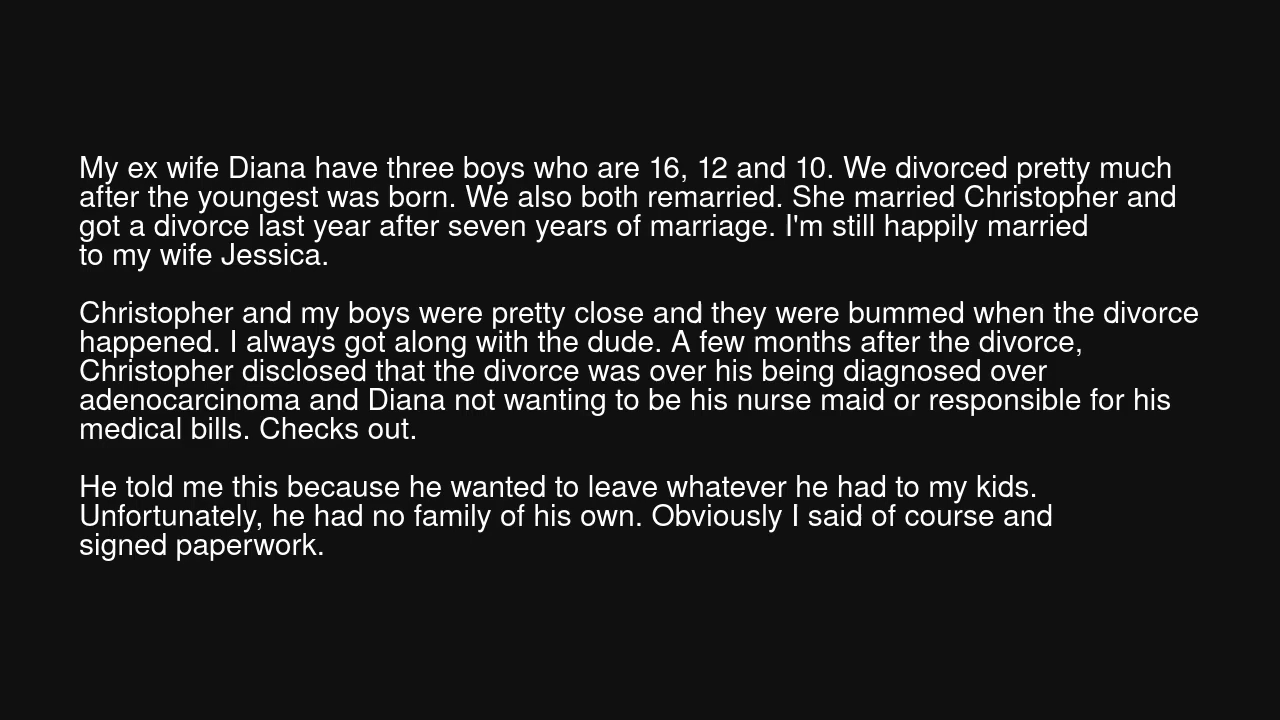 My ex wife Diana have three boys who are 16, 12 and 10. We divorced pretty much
after the youngest was born. We also both remarried. She married Christopher and
got a divorce last year after seven years of marriage. I'm still happily married
to my wife Jessica.
Christopher and my boys were pretty close and they were bummed when the divorce
happened. I always got along with the dude. A few months after the divorce,
Christopher disclosed that the divorce was over his being diagnosed over
adenocarcinoma and Diana not wanting to be his nurse maid or responsible for his
medical bills. Checks out.
He told me this because he wanted to leave whatever he had to my kids.
Unfortunately, he had no family of his own. Obviously I said of course and
signed paperwork.